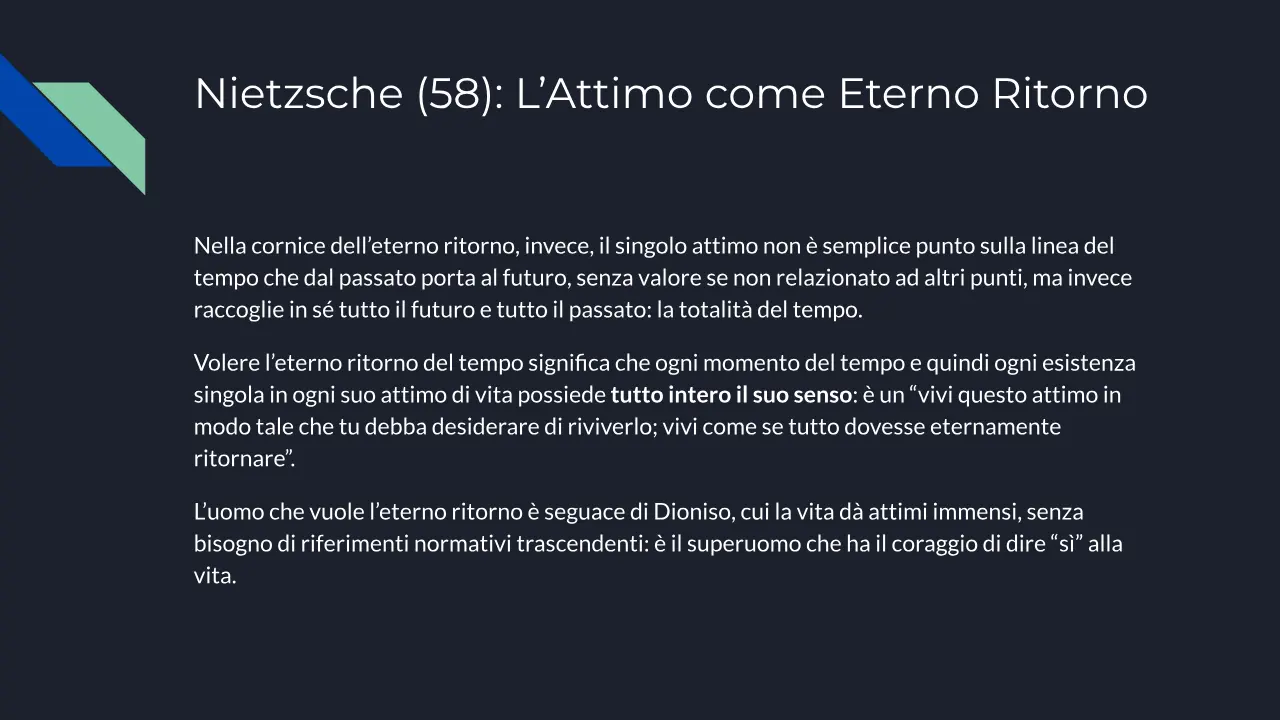 Nietzsche (58): L’Attimo come Eterno Ritorno
Nella cornice dell’eterno ritorno, invece, il singolo attimo non è semplice punto sulla linea del
tempo che dal passato porta al futuro, senza valore se non relazionato ad altri punti, ma invece
raccoglie in sé tutto il futuro e tutto il passato: la totalità del tempo.
Volere l’eterno ritorno del tempo significa che ogni momento del tempo e quindi ogni esistenza
singola in ogni suo attimo di vita possiede tutto intero il suo senso: è un “vivi questo attimo in
modo tale che tu debba desiderare di riviverlo; vivi come se tutto dovesse eternamente
ritornare”.
L’uomo che vuole l’eterno ritorno è seguace di Dioniso, cui la vita dà attimi immensi, senza
bisogno di riferimenti normativi trascendenti: è il superuomo che ha il coraggio di dire “sì” alla
vita.